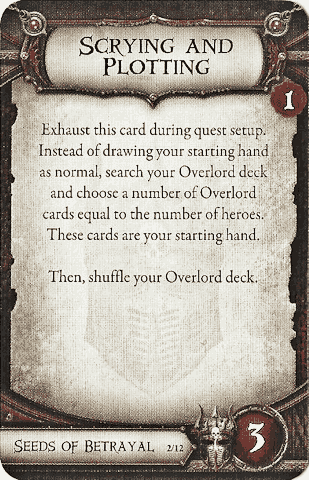 Scrying and
Plotting
1
Exhaust this card during quest setup.
Instead of drawing your starting hand
as normal, search your Overlord deck
and choose a number of Overlord
cards equal to the number of heroes.
These cards are your starting hand.
Then, shuffle your Overlord deck.
Seeds of Betrayal 2/12
3